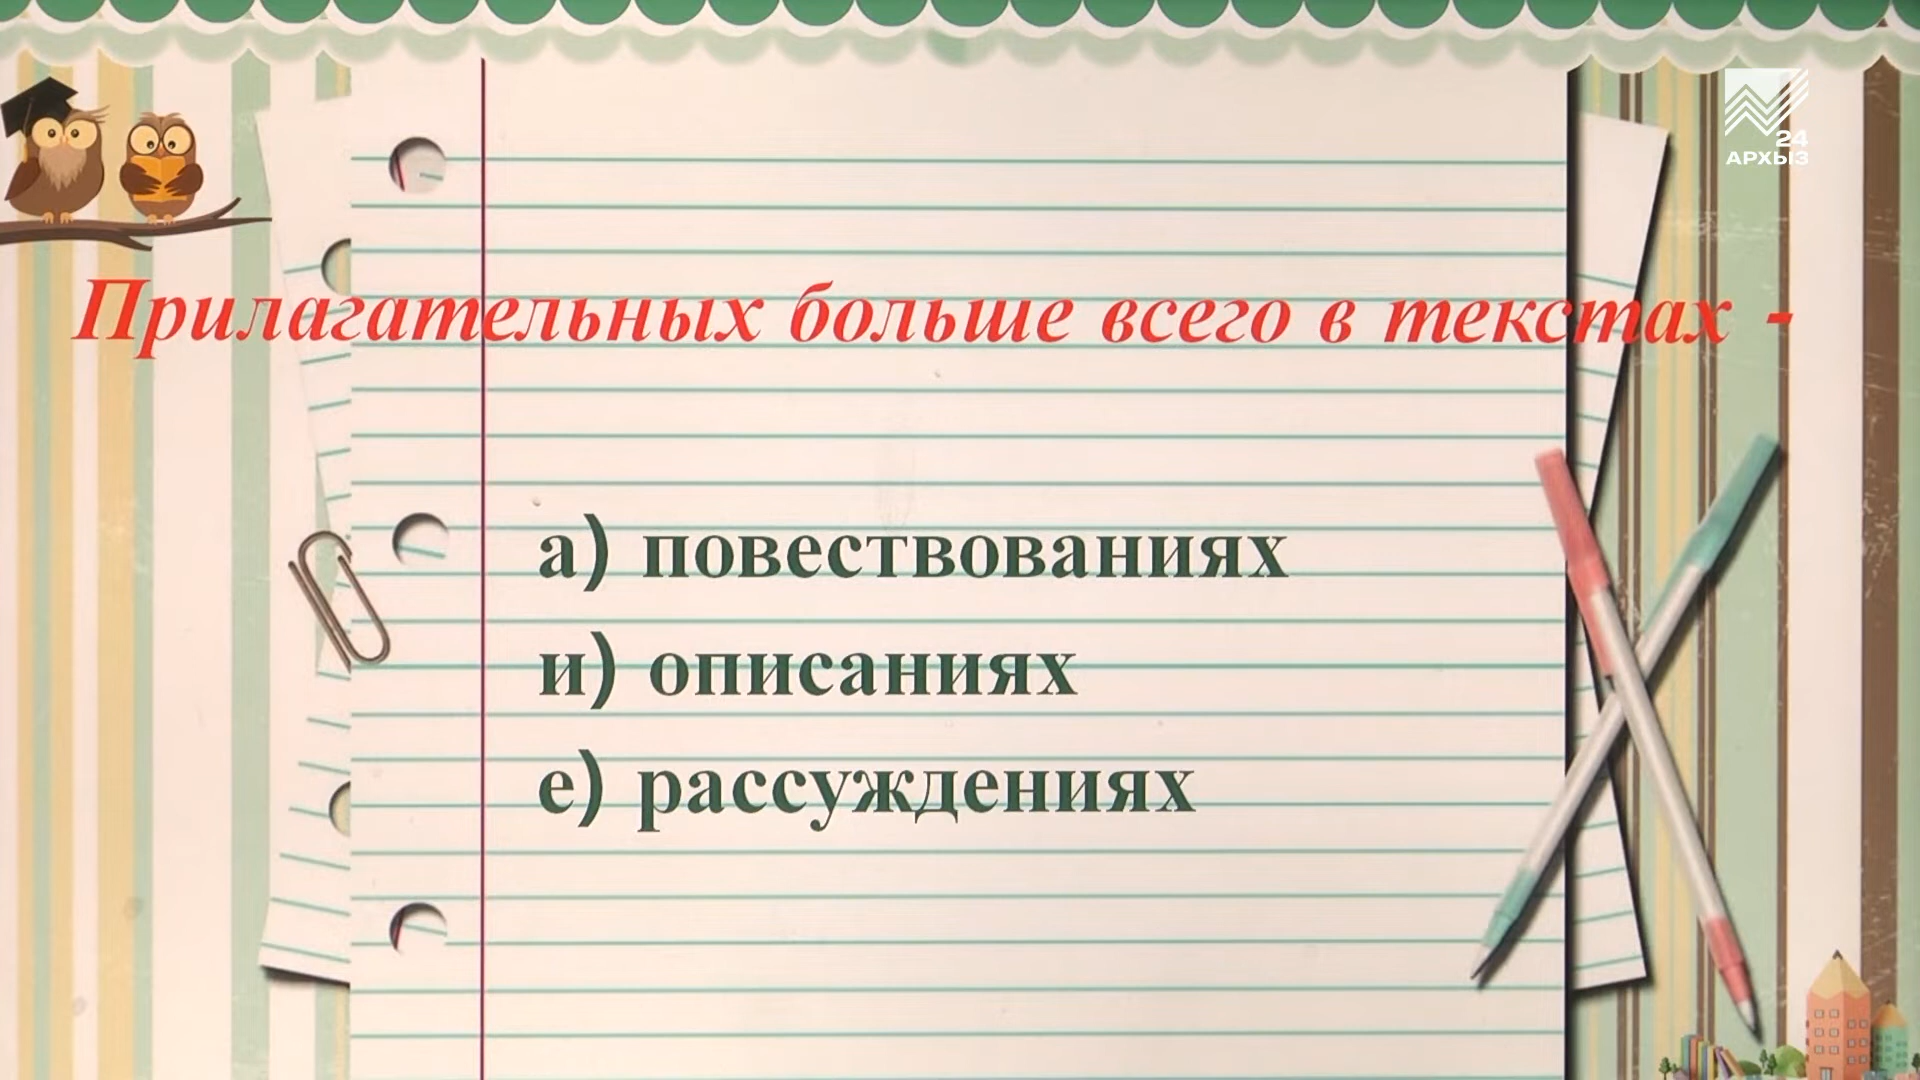 24
АРХЫЗ
Прилагательных больше всего в текстах -
а) повествованиях
и) описаниях
е) рассуждениях